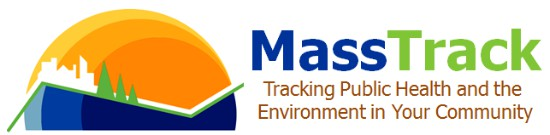 MassTrack
Tracking Public Health and the
Environment in Your Community